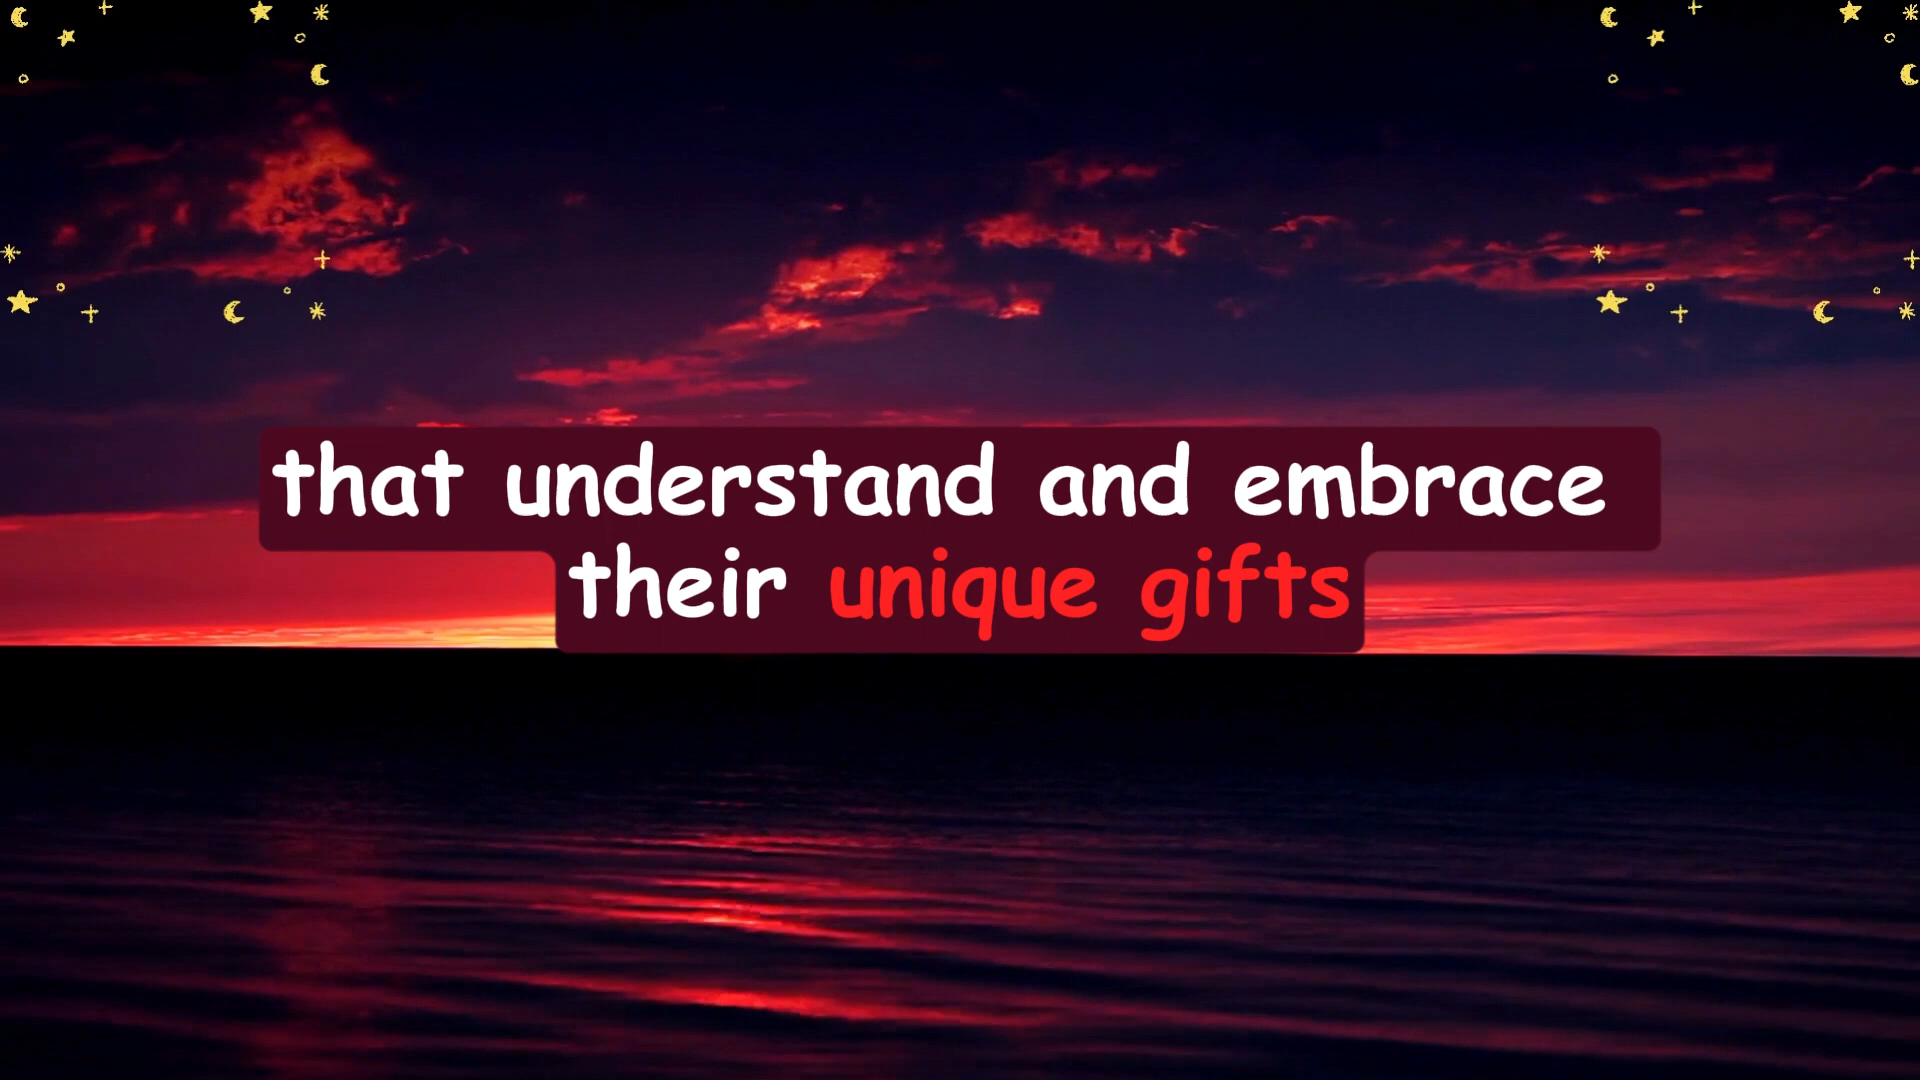 that understand and embrace
their unique gifts